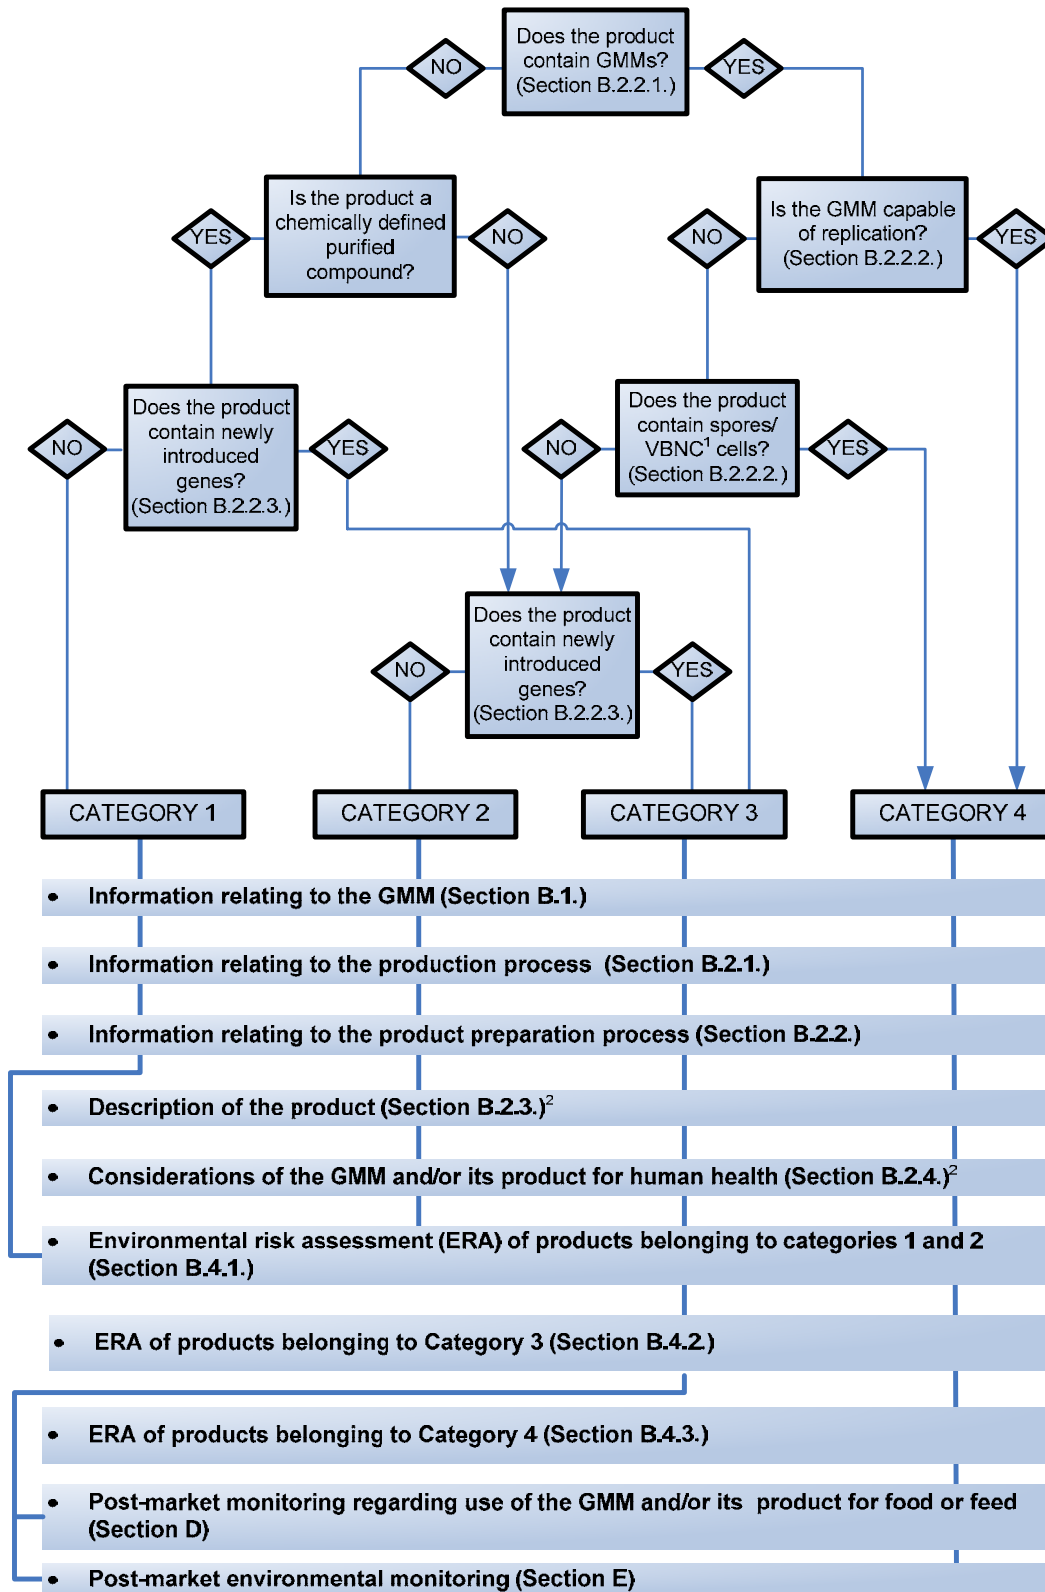 Does the product
contain GMMs?
(Section B.2.2.1.)
NO
YES
Is the product a
chemically defined
purified
compound?
YES
NO
Is the GMM capable
of replication?
(Section B.2.2.2.)
NO
YES
Does the product
contain newly
introduced
genes?
(Section B.2.2.3.)
NO
YES
Does the product
contain spores/
VBNC¹ cells?
(Section B.2.2.2.)
NO
YES
Does the product
contain newly
introduced
genes?
(Section B.2.2.3.)
NO
YES
CATEGORY 1
CATEGORY 2
CATEGORY 3
CATEGORY 4
• Information relating to the GMM (Section B.1.)
• Information relating to the production process (Section B.2.1.)
• Information relating to the product preparation process (Section B.2.2.)
• Description of the product (Section B.2.3.)²
• Considerations of the GMM and/or its product for human health (Section B.2.4.)²
• Environmental risk assessment (ERA) of products belonging to categories 1 and 2
(Section B.4.1.)
• ERA of products belonging to Category 3 (Section B.4.2.)
• ERA of products belonging to Category 4 (Section B.4.3.)
• Post-market monitoring regarding use of the GMM and/or its product for food or feed
(Section D)
• Post-market environmental monitoring (Section E)